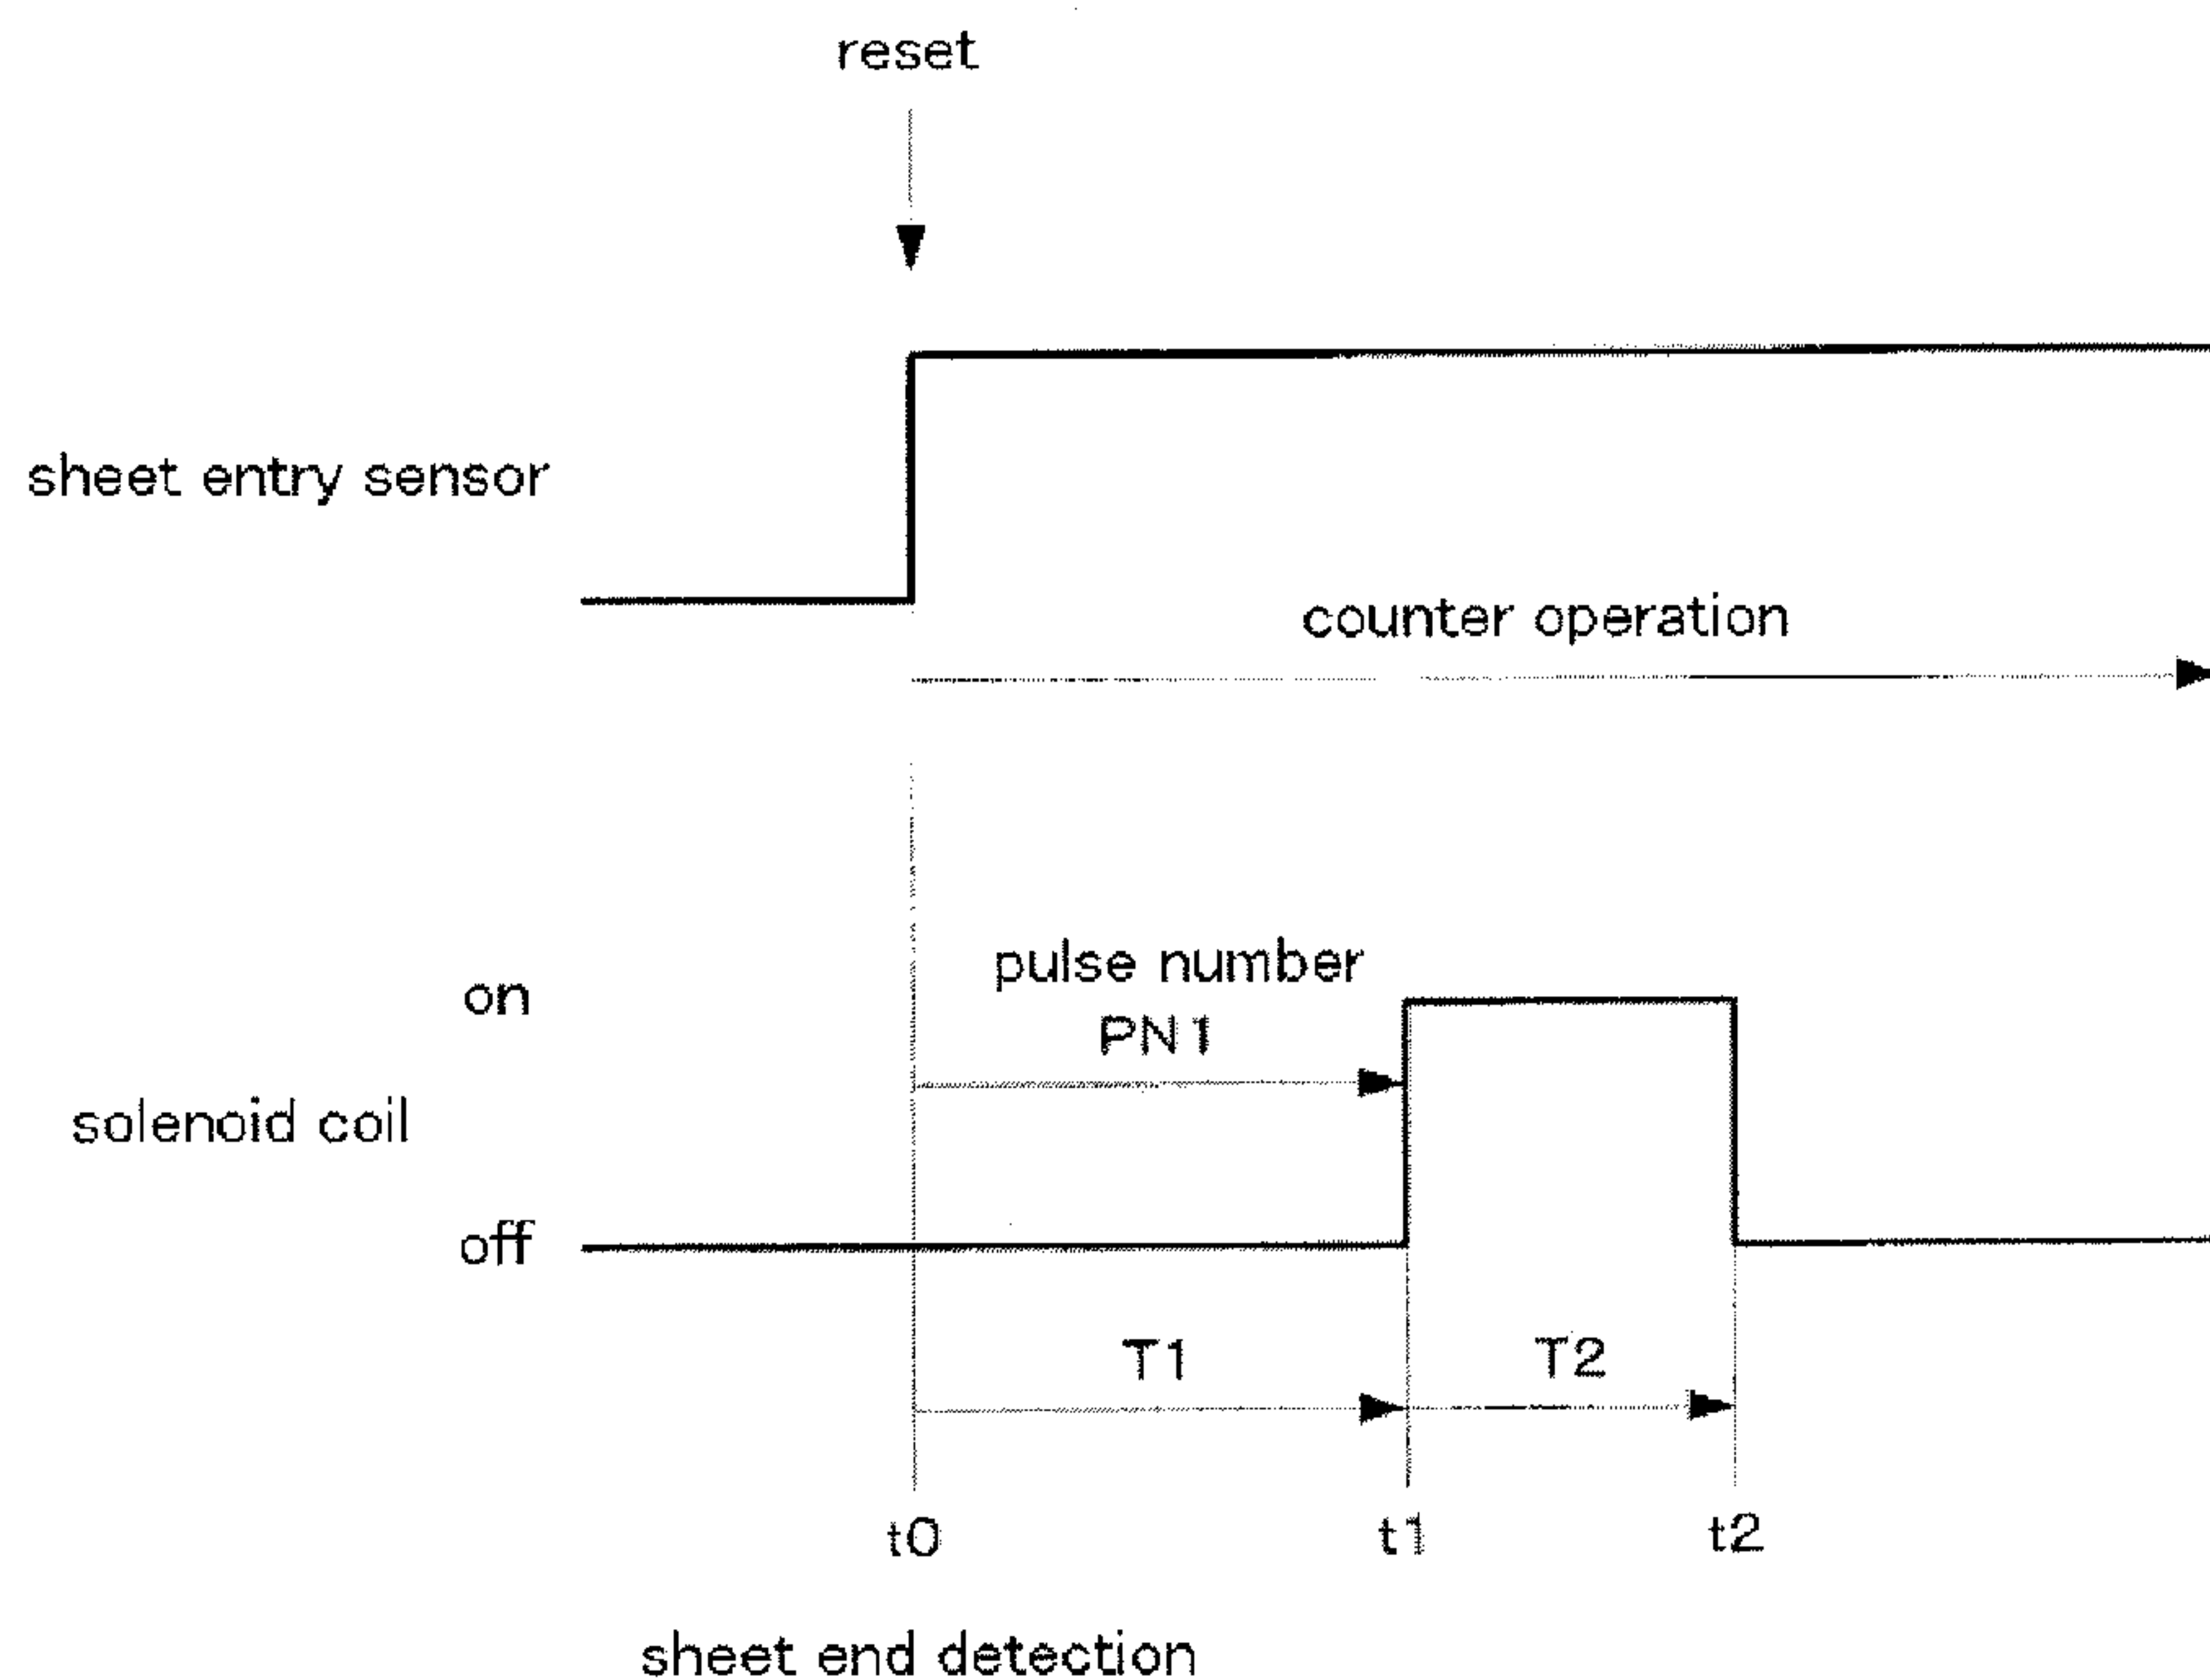 reset
sheet entry sensor
counter operation
pulse number
PN1
on
solenoid coil
off
T1
T2
t0
t1
t2
sheet end detection